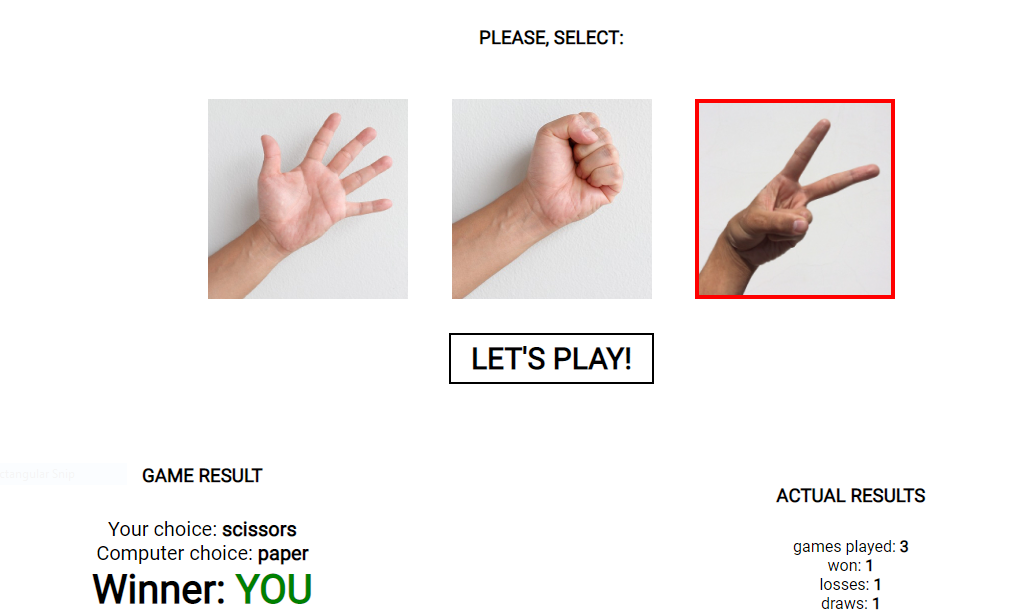 PLEASE, SELECT:
LET'S PLAY!
GAME RESULT
Your choice: scissors
Computer choice: paper
Winner: YOU
ACTUAL RESULTS
games played: 3
won: 1
losses: 1
draws: 1